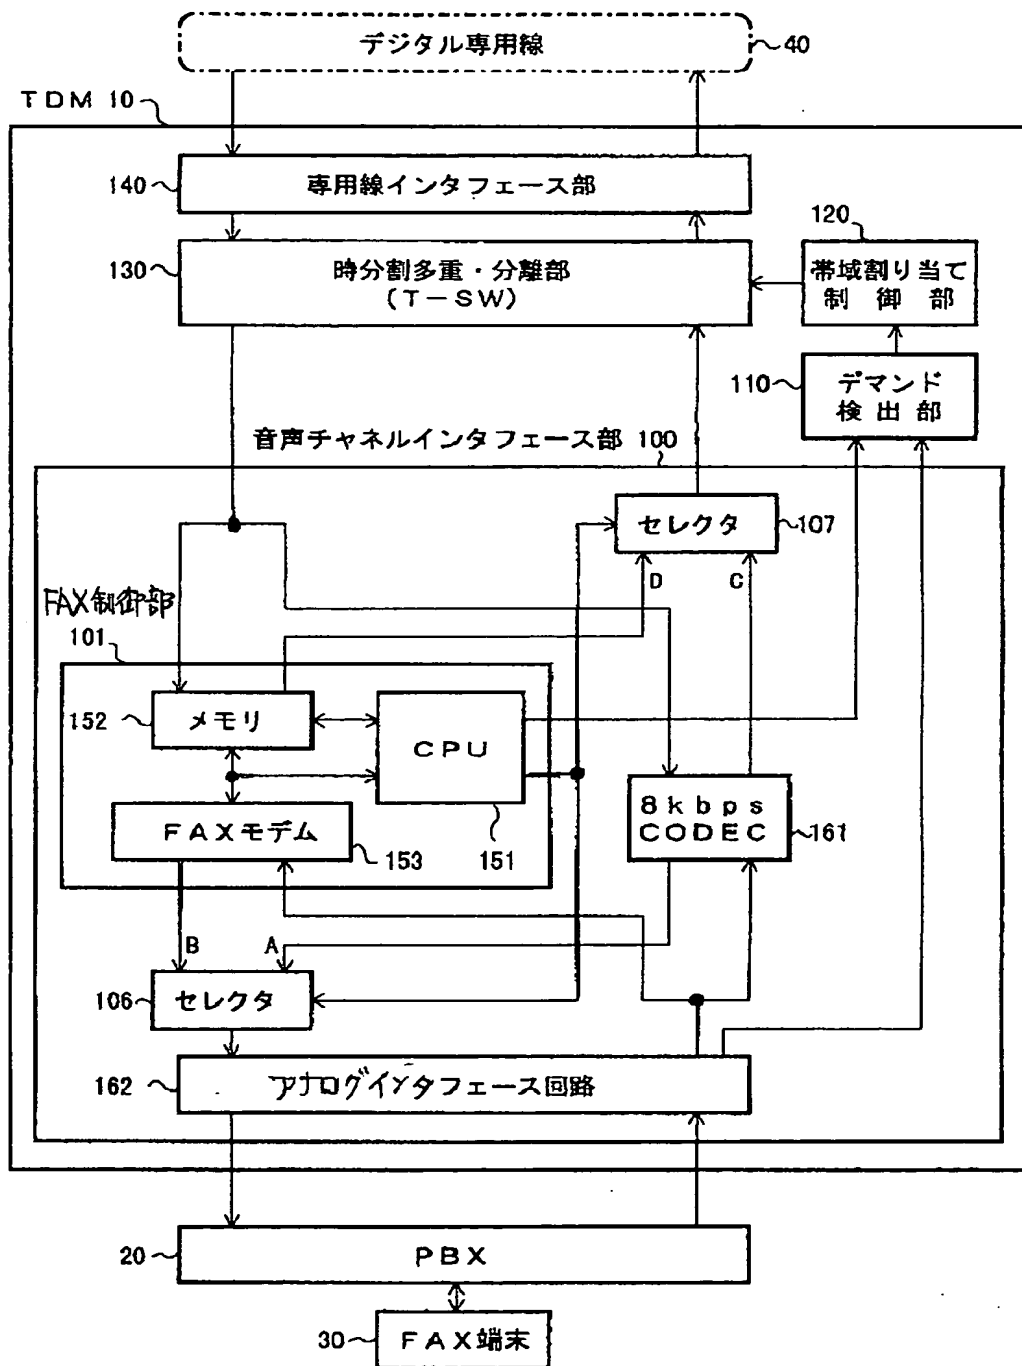 デジタル専用線
40
TDM 10
140
専用線インタフェース部
130
時分割多重・分離部
(T-SW)
120
帯域割り当て
制御部
110
デマンド
検出部
音声チャネルインタフェース部 100
セレクタ
107
D
C
FAX制御部
101
152
メモリ
CPU
151
FAXモデム
153
8kbps
CODEC
161
B
A
106
セレクタ
162
アナログインタフェース回路
20
PBX
30
FAX端末